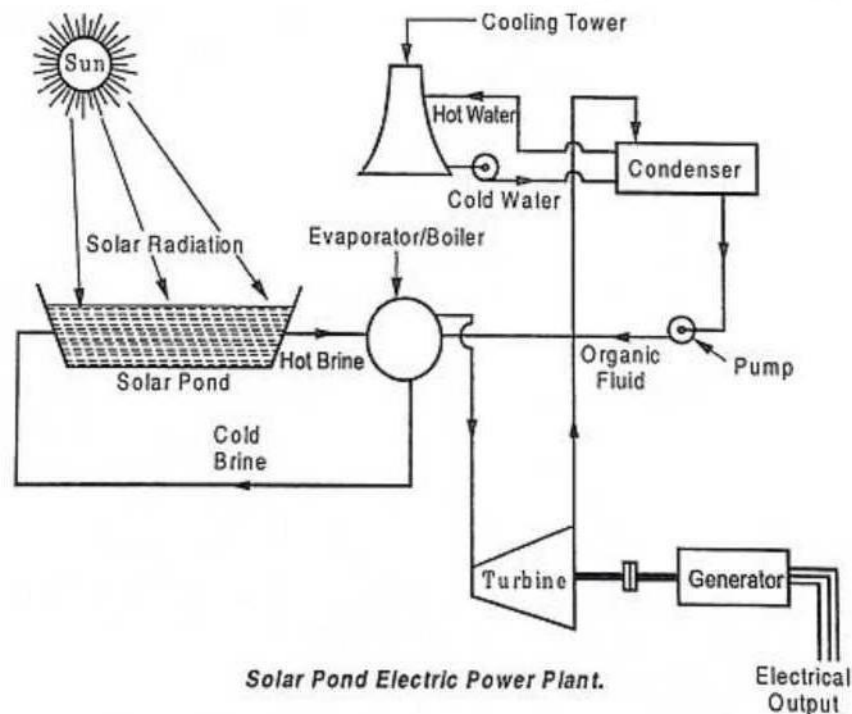 Cooling Tower
Sun
Hot Water
Condenser
Cold Water
Solar Radiation
Evaporator/Boiler
Hot Brine
Organic
Fluid
Pump
Solar Pond
Cold
Brine
Turbine
Generator
Solar Pond Electric Power Plant.
Electrical
Output